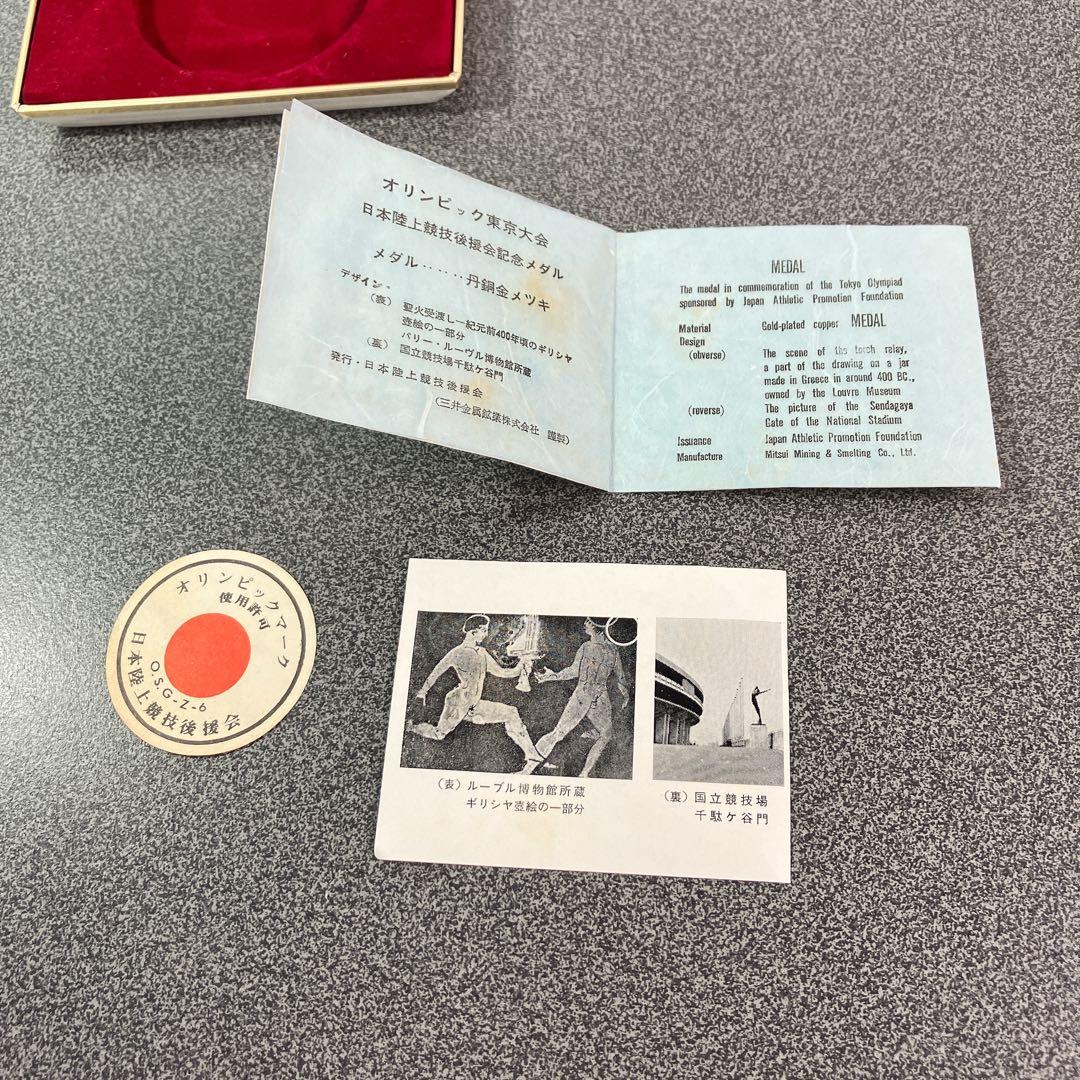 オリンピック東京大会
日本陸上競技後援会記念メダル
メダル‥‥‥丹銅金メツキ
デザイン・
(表) 聖火受渡し―紀元前400年頃のギリシヤ
壺絵の一部分
パリー・ルーヴル博物館所蔵
(裏) 国立競技場千駄ケ谷門
発行・日本陸上競技後援会
(三井金属鉱業株式会社 謹製)
MEDAL
The medal in commemoration of the Tokyo Olympiad
sponsored by Japan Athletic Promotion Foundation
Material Gold-plated copper MEDAL
Design
(obverse) The scene of the torch relay,
a part of the drawing on a jar
made in Greece in around 400 BC.,
owned by the Louvre Museum
(reverse) The picture of the Sendagaya
Gate of the National Stadium
Issuance Japan Athletic Promotion Foundation
Manufacture Mitsui Mining & Smelting Co., Ltd.
オリンピックマーク
使用許可
O.S.G-Z-6
日本陸上競技後援会
(表) ルーブル博物館所蔵
ギリシヤ壺絵の一部分
(裏) 国立競技場
千駄ケ谷門